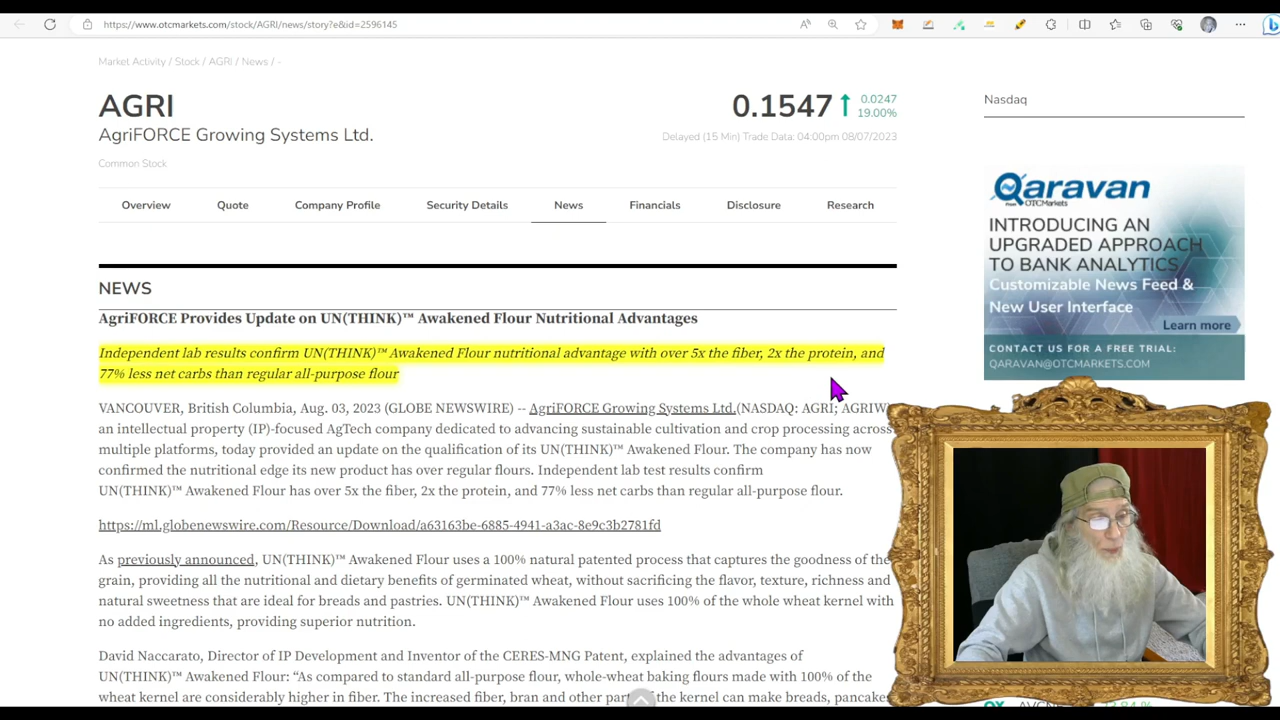 https://www.otcmarkets.com/stock/AGRI/news/story?e&id=2596145
Market Activity / Stock / AGRI / News / -
AGRI
0.1547
0.0247
19.00%
AgriFORCE Growing Systems Ltd.
Delayed (15 Min) Trade Data: 04:00pm 08/07/2023
Common Stock
Overview
Quote
Company Profile
Security Details
News
Financials
Disclosure
Research
NEWS
AgriFORCE Provides Update on UN(THINK)™ Awakened Flour Nutritional Advantages
Independent lab results confirm UN(THINK)™ Awakened Flour nutritional advantage with over 5x the fiber, 2x the protein, and
77% less net carbs than regular all-purpose flour
VANCOUVER, British Columbia, Aug. 03, 2023 (GLOBE NEWSWIRE) -- AgriFORCE Growing Systems Ltd.(NASDAQ: AGRI; AGRIW)
an intellectual property (IP)-focused AgTech company dedicated to advancing sustainable cultivation and crop processing across
multiple platforms, today provided an update on the qualification of its UN(THINK)™ Awakened Flour. The company has now
confirmed the nutritional edge its new product has over regular flours. Independent lab test results confirm
UN(THINK)™ Awakened Flour has over 5x the fiber, 2x the protein, and 77% less net carbs than regular all-purpose flour.
https://ml.globenewswire.com/Resource/Download/a63163be-6885-4941-a3ac-8e9c3b2781fd
As previously announced, UN(THINK)™ Awakened Flour uses a 100% natural patented process that captures the goodness of the
grain, providing all the nutritional and dietary benefits of germinated wheat, without sacrificing the flavor, texture, richness and
natural sweetness that are ideal for breads and pastries. UN(THINK)™ Awakened Flour uses 100% of the whole wheat kernel with
no added ingredients, providing superior nutrition.
David Naccarato, Director of IP Development and Inventor of the CERES-MNG Patent, explained the advantages of
UN(THINK)™ Awakened Flour: “As compared to standard all-purpose flour, whole-wheat baking flours made with 100% of the
wheat kernel are considerably higher in fiber. The increased fiber, bran and other part the kernel can make breads, pancakes
Nasdaq
Qaravan
From OTCMarkets
INTRODUCING AN
UPGRADED APPROACH
TO BANK ANALYTICS
Customizable News Feed &
New User Interface
Learn more
CONTACT US FOR A FREE TRIAL:
QARAVAN@OTCMARKETS.COM